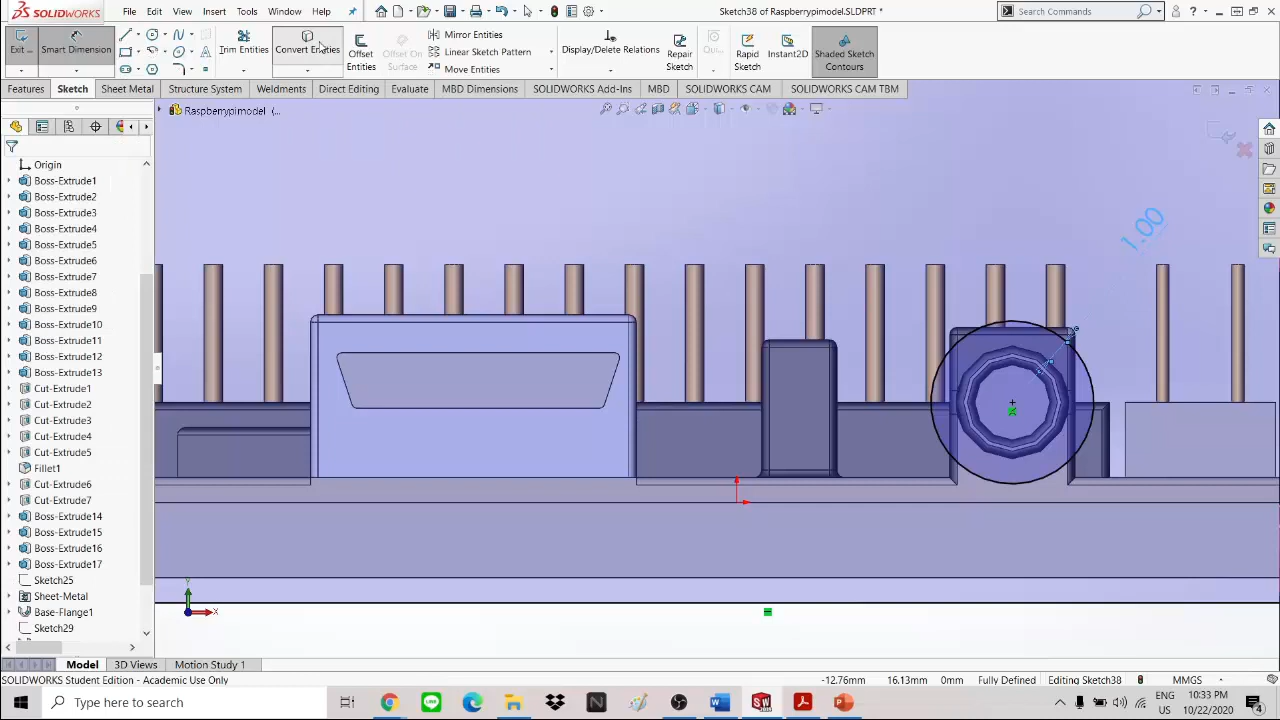 SOLIDWORKS
File
Edit
View
Insert
Tools
Window
Help
Sketch38 of Raspberrypimodel.SLDPRT *
Search Commands
Exit ...
Smart Dimension
Trim Entities
Convert Entities
Offset Entities
Offset On Surface
Mirror Entities
Linear Sketch Pattern
Move Entities
Display/Delete Relations
Repair Sketch
Our...
Rapid Sketch
Instant2D
Shaded Sketch Contours
Features
Sketch
Sheet Metal
Structure System
Weldments
Direct Editing
Evaluate
MBD Dimensions
SOLIDWORKS Add-Ins
MBD
SOLIDWORKS CAM
SOLIDWORKS CAM TBM
Raspberrypimodel (...
Origin
Boss-Extrude1
Boss-Extrude2
Boss-Extrude3
Boss-Extrude4
Boss-Extrude5
Boss-Extrude6
Boss-Extrude7
Boss-Extrude8
Boss-Extrude9
Boss-Extrude10
Boss-Extrude11
Boss-Extrude12
Boss-Extrude13
Cut-Extrude1
Cut-Extrude2
Cut-Extrude3
Cut-Extrude4
Cut-Extrude5
Fillet1
Cut-Extrude6
Cut-Extrude7
Boss-Extrude14
Boss-Extrude15
Boss-Extrude16
Boss-Extrude17
Sketch25
Sheet-Metal
Base-Flange1
Sketch29
1.00
Y
X
Model
3D Views
Motion Study 1
SOLIDWORKS Student Edition - Academic Use Only
-12.76mm
16.13mm
0mm
Fully Defined
Editing Sketch38
MMGS
Type here to search
ENG
US
10:33 PM
10/22/2020
4